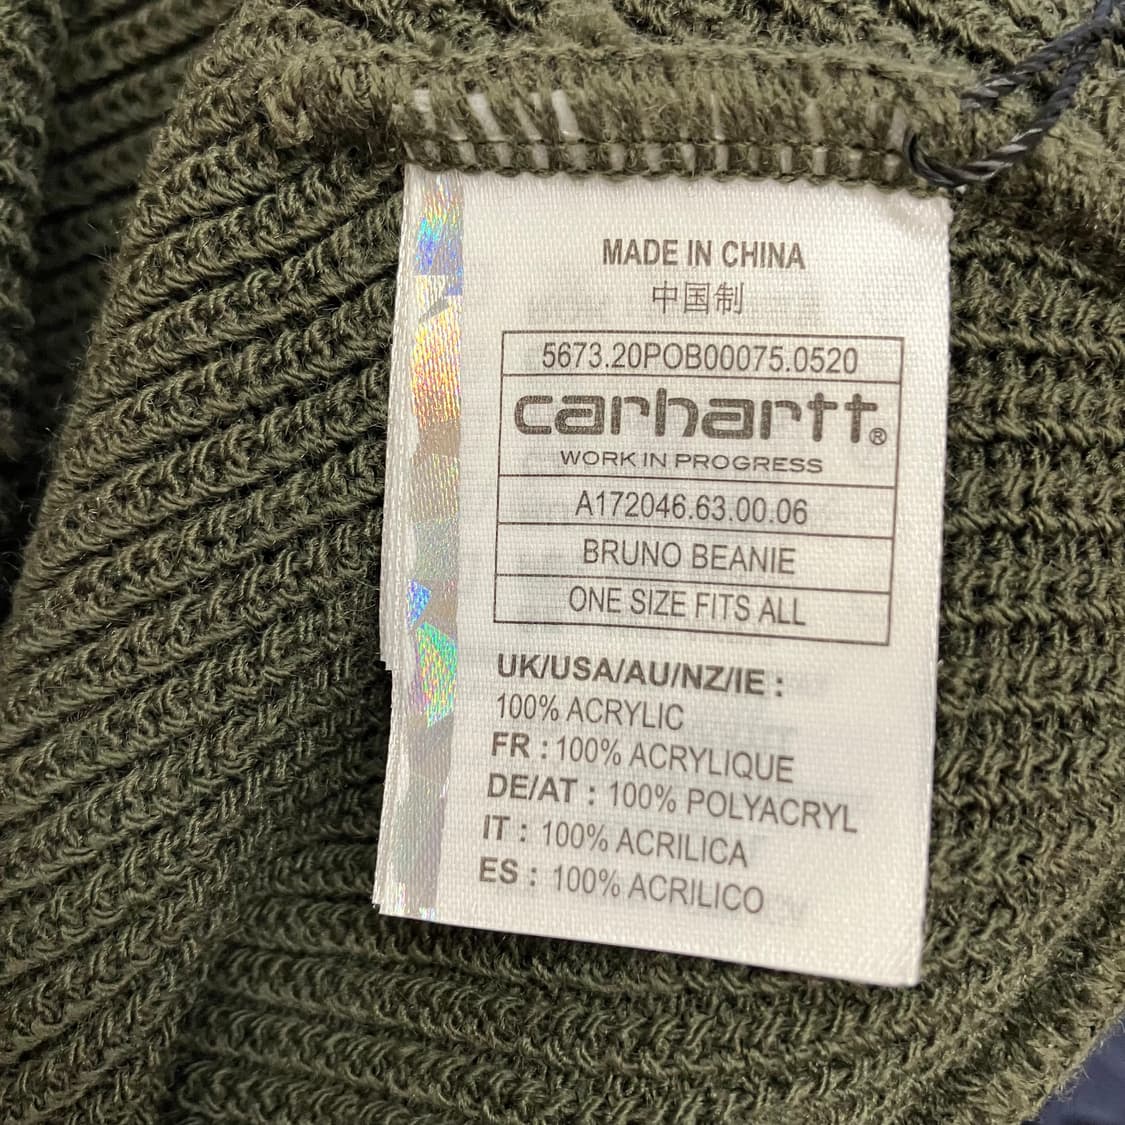 MADE IN CHINA
中国制
5673.20POB00075.0520
carhartt®
WORK IN PROGRESS
A172046.63.00.06
BRUNO BEANIE
ONE SIZE FITS ALL
UK/USA/AU/NZ/IE :
100% ACRYLIC
FR : 100% ACRYLIQUE
DE/AT : 100% POLYACRYL
IT : 100% ACRILICA
ES : 100% ACRILICO